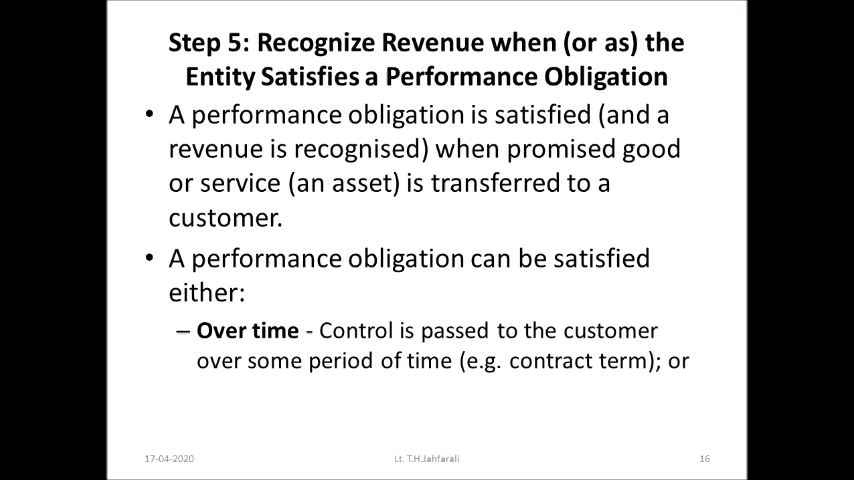 Step 5: Recognize Revenue when (or as) the
Entity Satisfies a Performance Obligation
• A performance obligation is satisfied (and a
revenue is recognised) when promised good
or service (an asset) is transferred to a
customer.
• A performance obligation can be satisfied
either:
– Over time - Control is passed to the customer
over some period of time (e.g. contract term); or
17-04-2020 Lt. T.H.Jahfarali 16